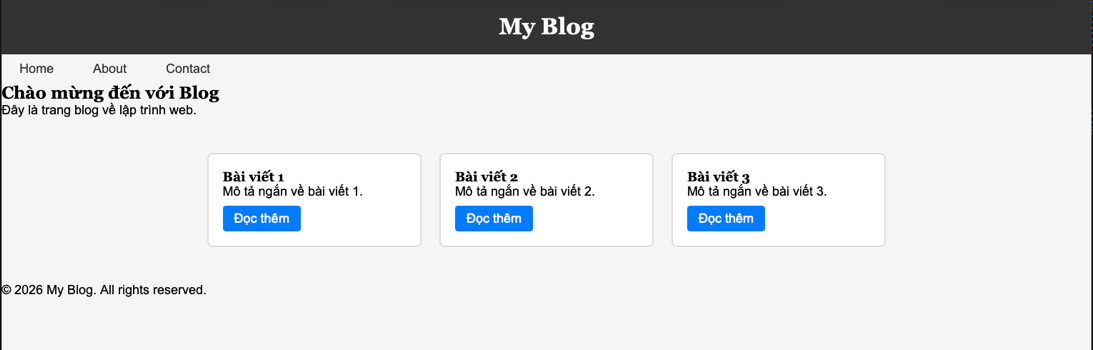 My Blog
Home About Contact
Chào mừng đến với Blog
Đây là trang blog về lập trình web.
Bài viết 1
Mô tả ngắn về bài viết 1.
Đọc thêm
Bài viết 2
Mô tả ngắn về bài viết 2.
Đọc thêm
Bài viết 3
Mô tả ngắn về bài viết 3.
Đọc thêm
© 2026 My Blog. All rights reserved.